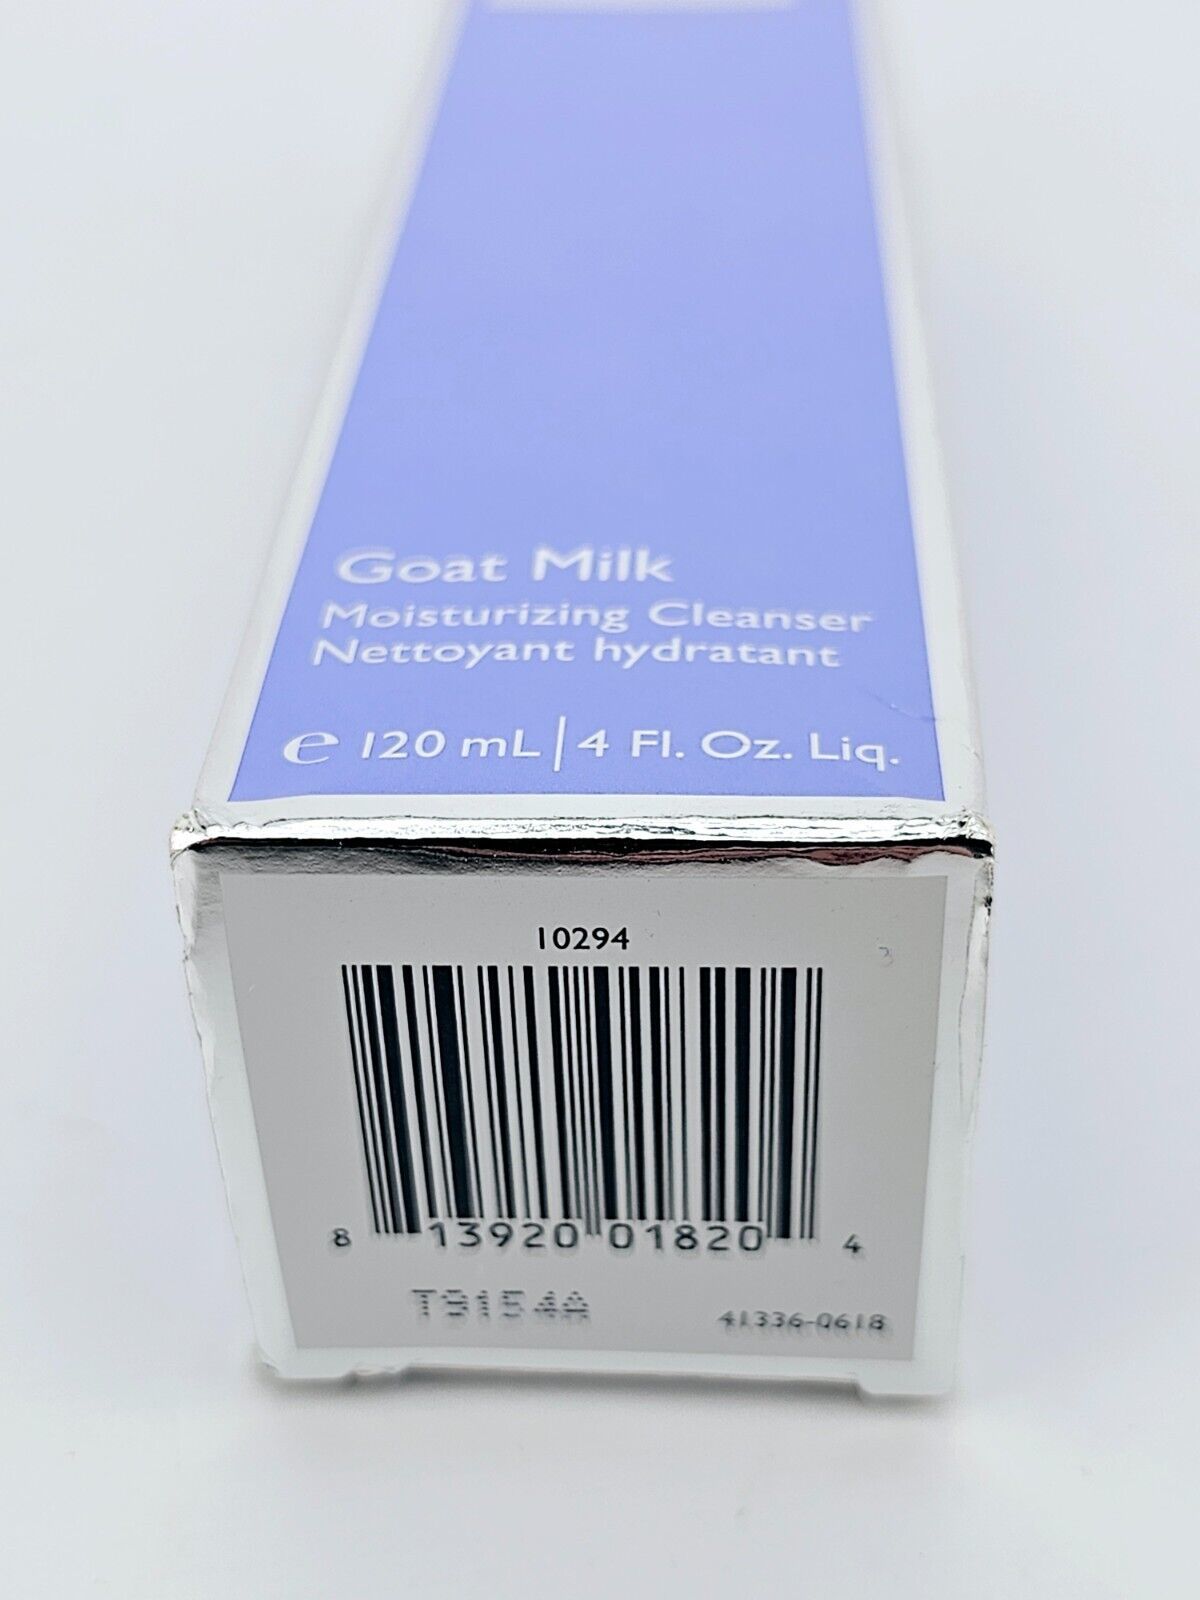 Goat Milk
Moisturizing Cleanser
Nettoyant hydratant
℮ 120 mL | 4 Fl. Oz. Liq.
10294
8 13920 01820 4
T9154A
41336-0618